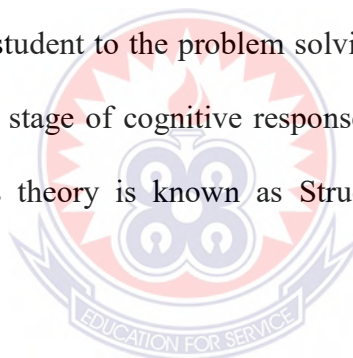 student to the problem solvi
stage of cognitive response
theory is known as Stru
EDUCATION FOR SERVICE